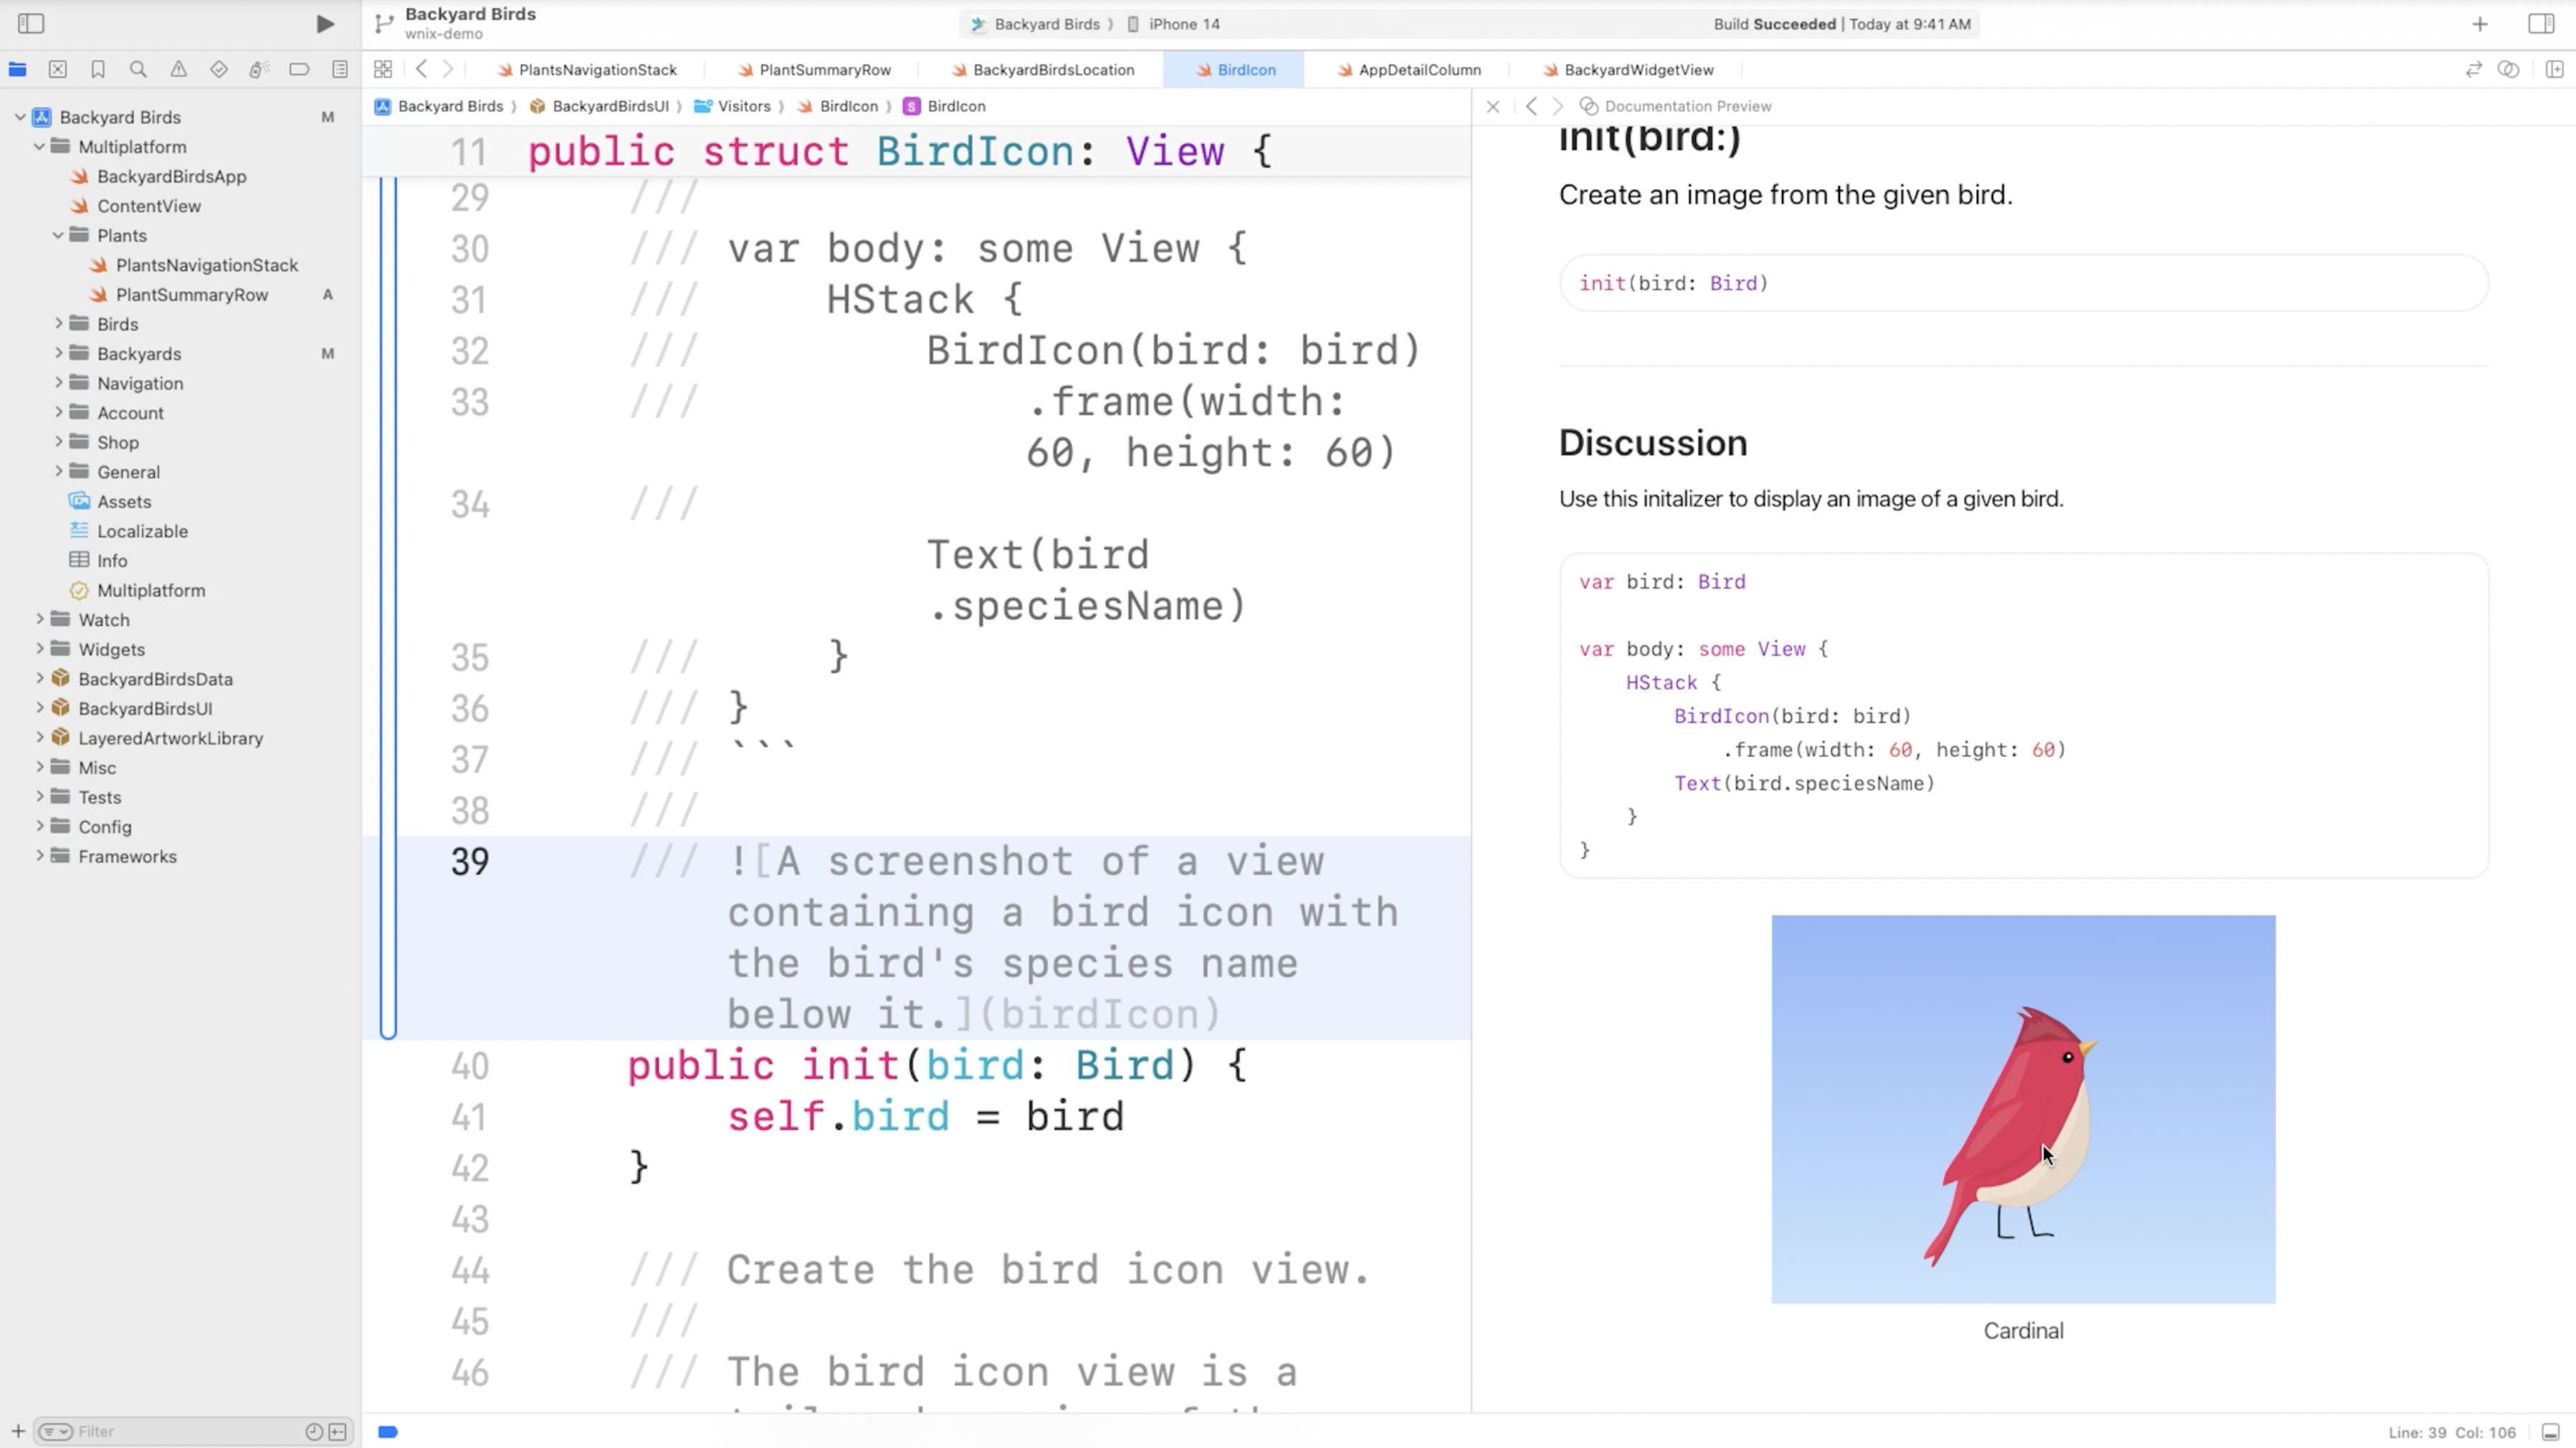 Backyard Birds
wnix-demo
Backyard Birds
iPhone 14
Build Succeeded | Today at 9:41 AM
PlantsNavigationStack
PlantSummaryRow
BackyardBirdsLocation
BirdIcon
AppDetailColumn
BackyardWidgetView
Backyard Birds
BackyardBirdsUI
Visitors
BirdIcon
S BirdIcon
Documentation Preview
Backyard Birds M
Multiplatform
BackyardBirdsApp
ContentView
Plants
PlantsNavigationStack
PlantSummaryRow A
Birds
Backyards M
Navigation
Account
Shop
General
Assets
Localizable
Info
Multiplatform
Watch
Widgets
BackyardBirdsData
BackyardBirdsUI
LayeredArtworkLibrary
Misc
Tests
Config
Frameworks
Filter
11 public struct BirdIcon: View {
29 ///
30 /// var body: some View {
31 ///     HStack {
32 ///         BirdIcon(bird: bird)
33 ///             .frame(width:
60, height: 60)
34 ///
Text(bird
.speciesName)
35 ///     }
36 /// }
37 /// ```
38 ///
39 /// ![A screenshot of a view
containing a bird icon with
the bird's species name
below it.](birdIcon)
40 public init(bird: Bird) {
41     self.bird = bird
42 }
43
44 /// Create the bird icon view.
45 ///
46 /// The bird icon view is a
init(bird:)
Create an image from the given bird.
init(bird: Bird)
Discussion
Use this initalizer to display an image of a given bird.
var bird: Bird
var body: some View {
HStack {
BirdIcon(bird: bird)
.frame(width: 60, height: 60)
Text(bird.speciesName)
}
}
Cardinal
Line: 39 Col: 106